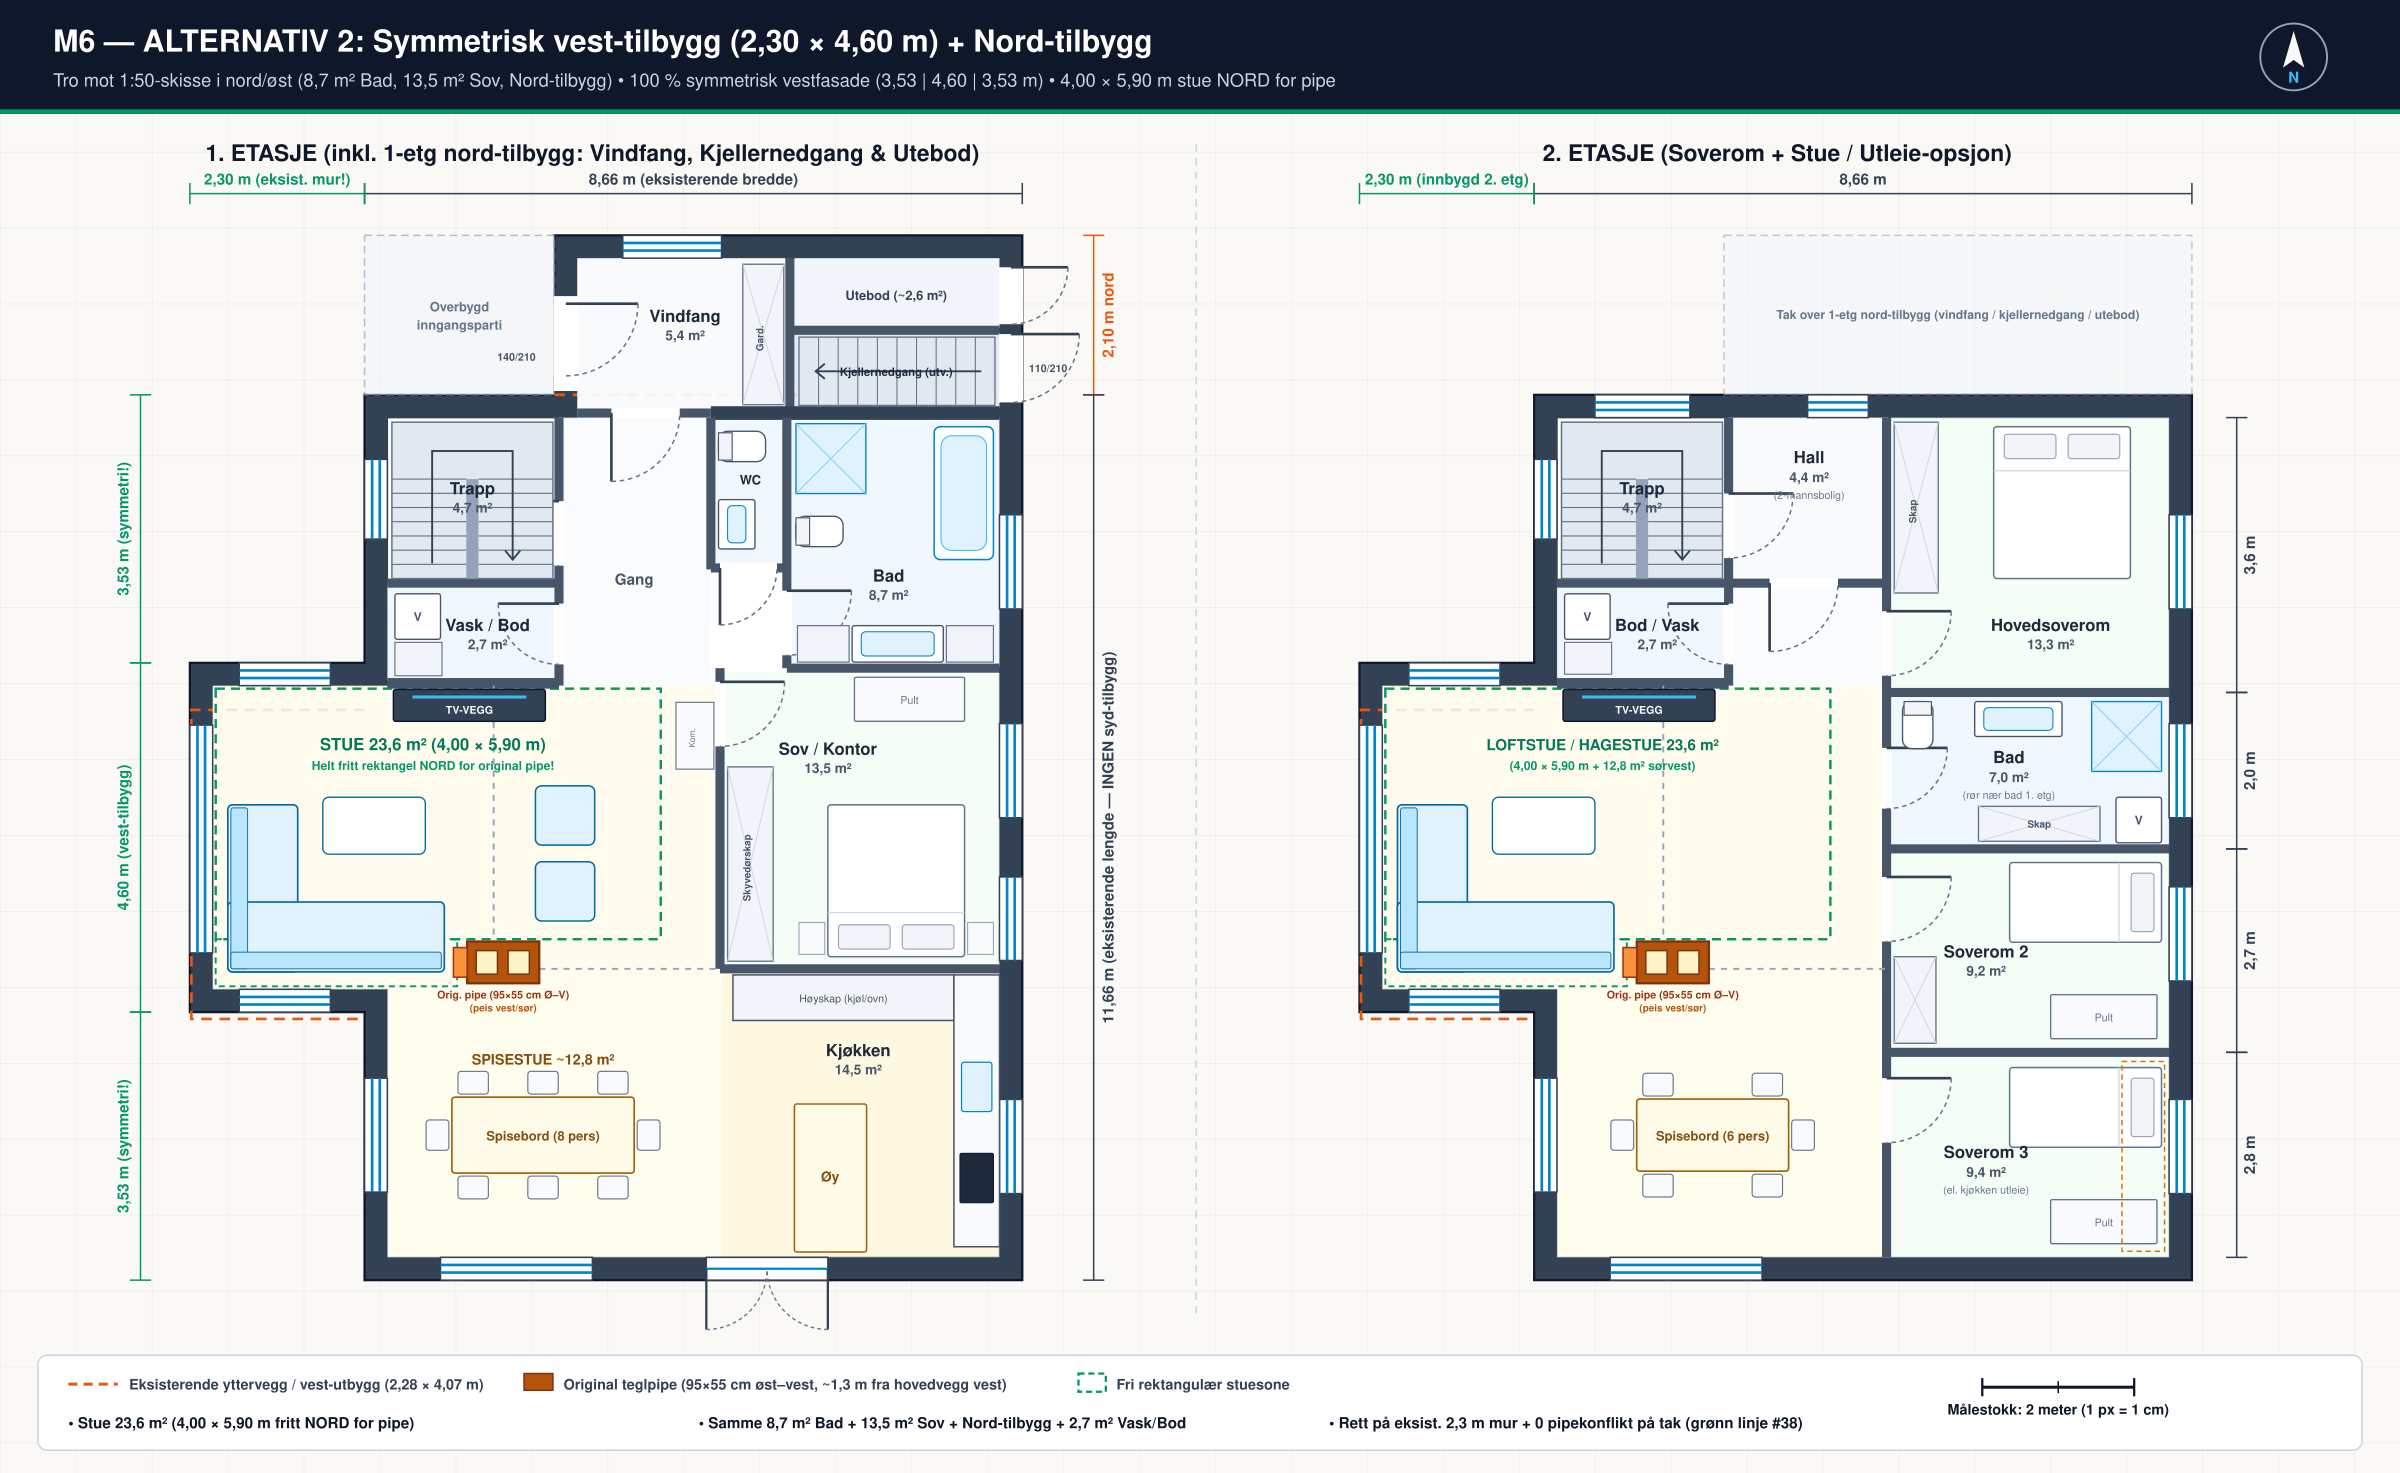 M6 — ALTERNATIV 2: Symmetrisk vest-tilbygg (2,30 × 4,60 m) + Nord-tilbygg
Tro mot 1:50-skisse i nord/øst (8,7 m² Bad, 13,5 m² Sov, Nord-tilbygg) • 100 % symmetrisk vestfasade (3,53 | 4,60 | 3,53 m) • 4,00 × 5,90 m stue NORD for pipe
N
1. ETASJE (inkl. 1-etg nord-tilbygg: Vindfang, Kjellernedgang & Utebod)
2,30 m (eksist. mur!)
8,66 m (eksisterende bredde)
Overbygd
inngangsparti
140/210
Vindfang
5,4 m²
Gard.
Utebod (~2,6 m²)
Kjellernedgang (utv.)
110/210
2,10 m nord
3,53 m (symmetri!)
4,60 m (vest-tilbygg)
3,53 m (symmetri!)
11,66 m (eksisterende lengde — INGEN syd-tilbygg)
Trapp
4,7 m²
Gang
WC
Bad
8,7 m²
V
Vask / Bod
2,7 m²
TV-VEGG
Kom.
Pult
STUE 23,6 m² (4,00 × 5,90 m)
Helt fritt rektangel NORD for original pipe!
Sov / Kontor
13,5 m²
Skyvedørskap
Orig. pipe (95×55 cm Ø–V)
(peis vest/sør)
Høyskap (kjøl/ovn)
SPISESTUE ~12,8 m²
Kjøkken
14,5 m²
Spisebord (8 pers)
Øy
2. ETASJE (Soverom + Stue / Utleie-opsjon)
2,30 m (innbygd 2. etg)
8,66 m
Tak over 1-etg nord-tilbygg (vindfang / kjellernedgang / utebod)
Trapp
4,7 m²
Hall
4,4 m²
(2-mannsbolig)
Skap
Hovedsoverom
13,3 m²
3,6 m
V
Bod / Vask
2,7 m²
TV-VEGG
LOFTSTUE / HAGESTUE 23,6 m²
(4,00 × 5,90 m + 12,8 m² sørvest)
Bad
7,0 m²
(rør nær bad 1. etg)
Skap
V
2,0 m
Soverom 2
9,2 m²
Pult
2,7 m
Orig. pipe (95×55 cm Ø–V)
(peis vest/sør)
Spisebord (6 pers)
Soverom 3
9,4 m²
(el. kjøkken utleie)
Pult
2,8 m
Eksisterende yttervegg / vest-utbygg (2,28 × 4,07 m)
Original teglpipe (95×55 cm øst–vest, ~1,3 m fra hovedvegg vest)
Fri rektangulær stuesone
Målestokk: 2 meter (1 px = 1 cm)
• Stue 23,6 m² (4,00 × 5,90 m fritt NORD for pipe)
• Samme 8,7 m² Bad + 13,5 m² Sov + Nord-tilbygg + 2,7 m² Vask/Bod
• Rett på eksist. 2,3 m mur + 0 pipekonflikt på tak (grønn linje #38)